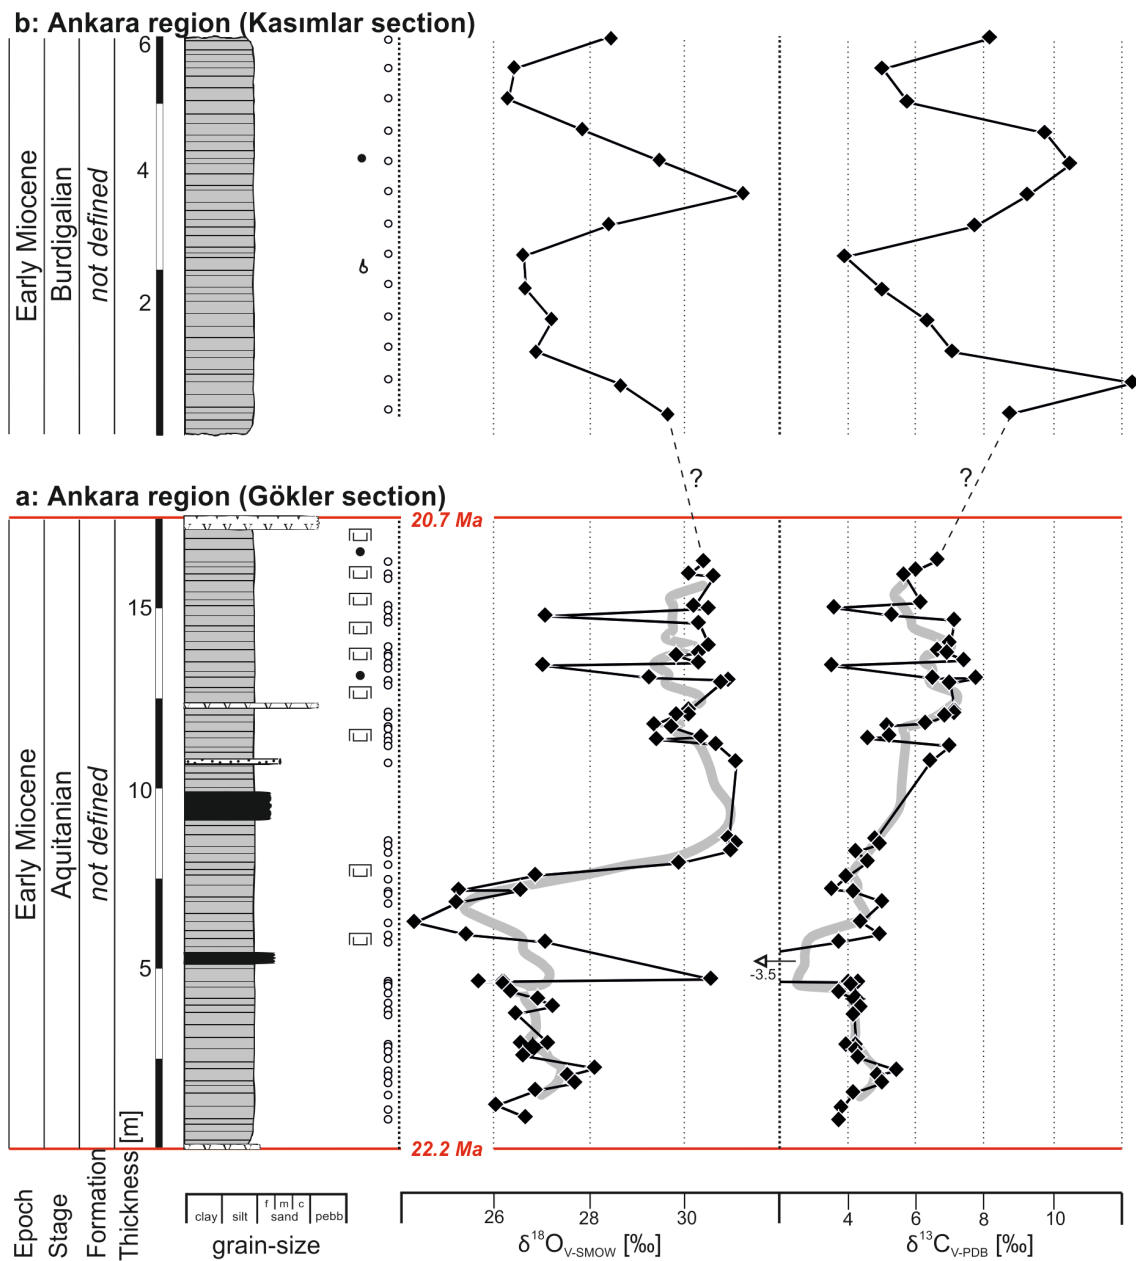 b: Ankara region (Kasımlar section)
6
4
2
Early Miocene
Burdigalian
not defined
?
?
a: Ankara region (Gökler section)
20.7 Ma
15
10
5
Early Miocene
Aquitanian
not defined
-3.5
22.2 Ma
Epoch
Stage
Formation
Thickness [m]
f m c
clay silt sand pebb
grain-size
26 28 30
δ18OV-SMOW [‰]
4 6 8 10
δ13CV-PDB [‰]